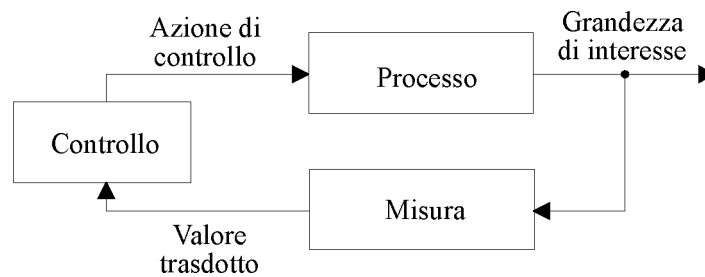 Azione di
controllo
Grandezza
di interesse
Processo
Controllo
Misura
Valore
trasdotto